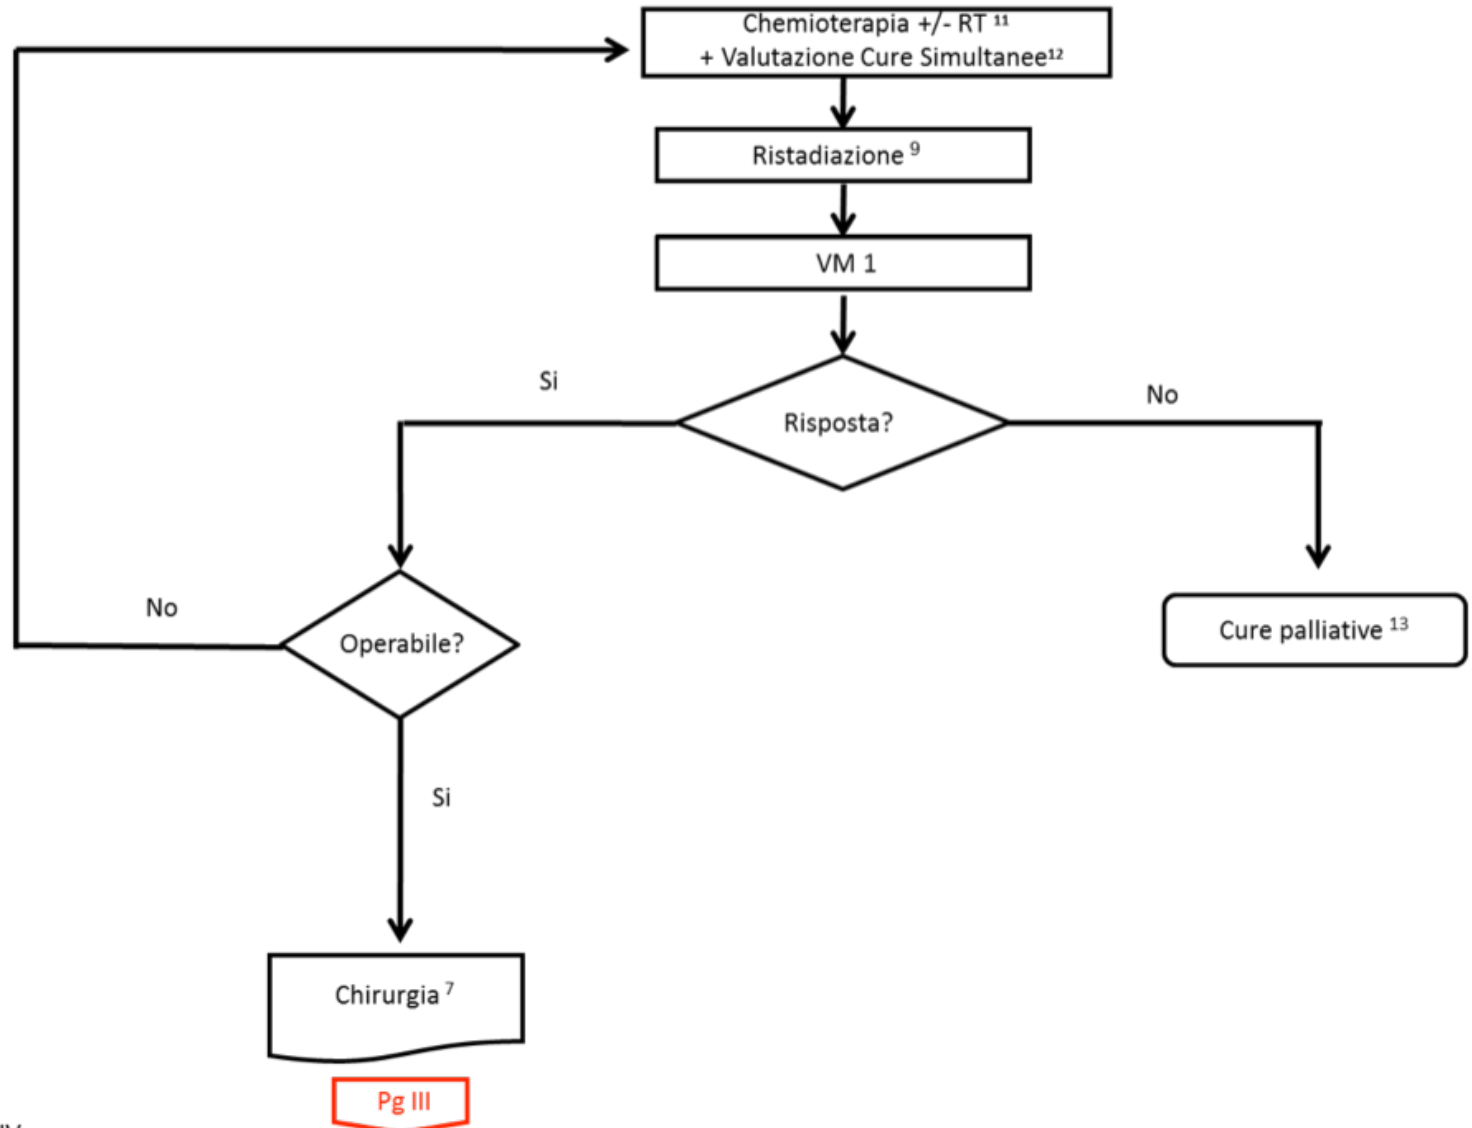 Chemioterapia +/- RT ¹¹
+ Valutazione Cure Simultanee¹²
Ristadiazione ⁹
VM 1
Si
No
Risposta?
No
Operabile?
Cure palliative ¹³
Si
Chirurgia ⁷
Pg III